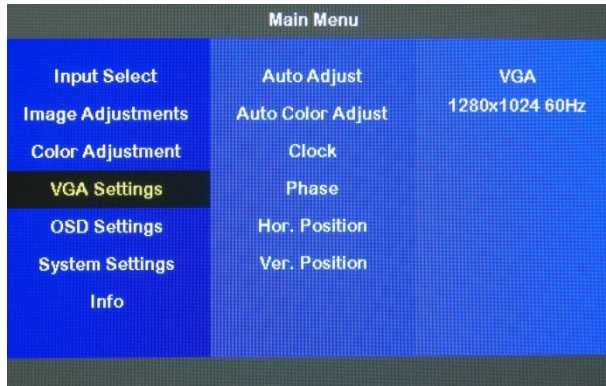 Main Menu
Input Select
Image Adjustments
Color Adjustment
VGA Settings
OSD Settings
System Settings
Info
Auto Adjust
Auto Color Adjust
Clock
Phase
Hor. Position
Ver. Position
VGA
1280x1024 60Hz